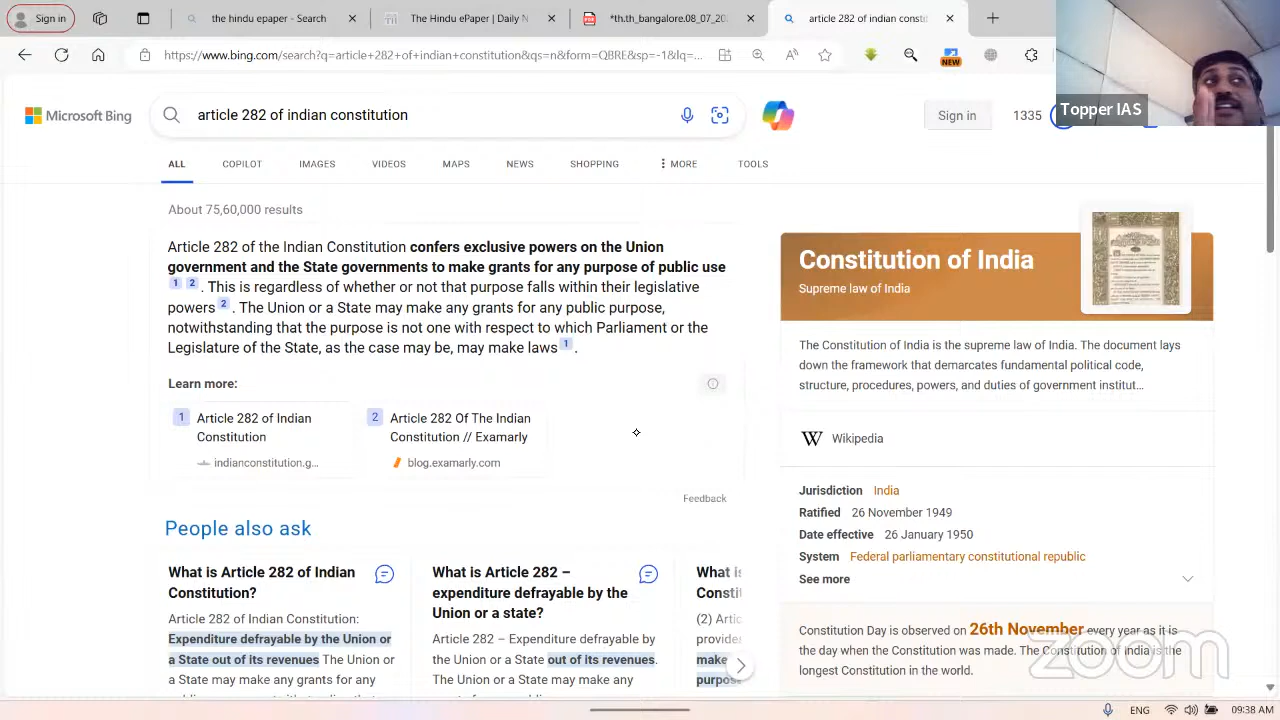 Sign in
the hindu epaper - Search
The Hindu ePaper | Daily N
*th.th_bangalore.08_07_20
article 282 of indian constit
https://www.bing.com/search?q=article+282+of+indian+constitution&qs=n&form=QBRE&sp=-1&lq=...
NEW
Topper IAS
Microsoft Bing
article 282 of indian constitution
Sign in
1335
ALL
COPILOT
IMAGES
VIDEOS
MAPS
NEWS
SHOPPING
MORE
TOOLS
About 75,60,000 results
Article 282 of the Indian Constitution confers exclusive powers on the Union
government and the State governments to make grants for any purpose of public use
1 2 . This is regardless of whether or not that purpose falls within their legislative
powers 2 . The Union or a State may make any grants for any public purpose,
notwithstanding that the purpose is not one with respect to which Parliament or the
Legislature of the State, as the case may be, may make laws 1 .
Learn more:
1 Article 282 of Indian
Constitution
indianconstitution.g...
2 Article 282 Of The Indian
Constitution // Examarly
blog.examarly.com
Feedback
People also ask
What is Article 282 of Indian
Constitution?
Article 282 of Indian Constitution:
Expenditure defrayable by the Union or
a State out of its revenues The Union or
a State may make any grants for any
What is Article 282 –
expenditure defrayable by the
Union or a state?
Article 282 – Expenditure defrayable by
the Union or a State out of its revenues.
The Union or a State may make any
What is
Constit
(2) Artic
provides
make
purpos
Constitution of India
Supreme law of India
The Constitution of India is the supreme law of India. The document lays
down the framework that demarcates fundamental political code,
structure, procedures, powers, and duties of government institut...
Wikipedia
Jurisdiction India
Ratified 26 November 1949
Date effective 26 January 1950
System Federal parliamentary constitutional republic
See more
Constitution Day is observed on 26th November every year as it is
the day when the Constitution was made. The Constitution of India is the
longest Constitution in the world.
zoom
ENG
09:38 AM